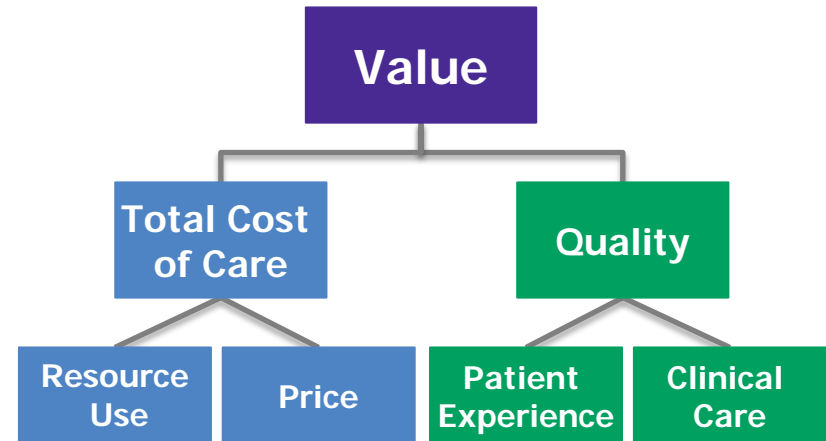 Value
Total Cost
of Care
Quality
Resource
Use
Price
Patient
Experience
Clinical
Care